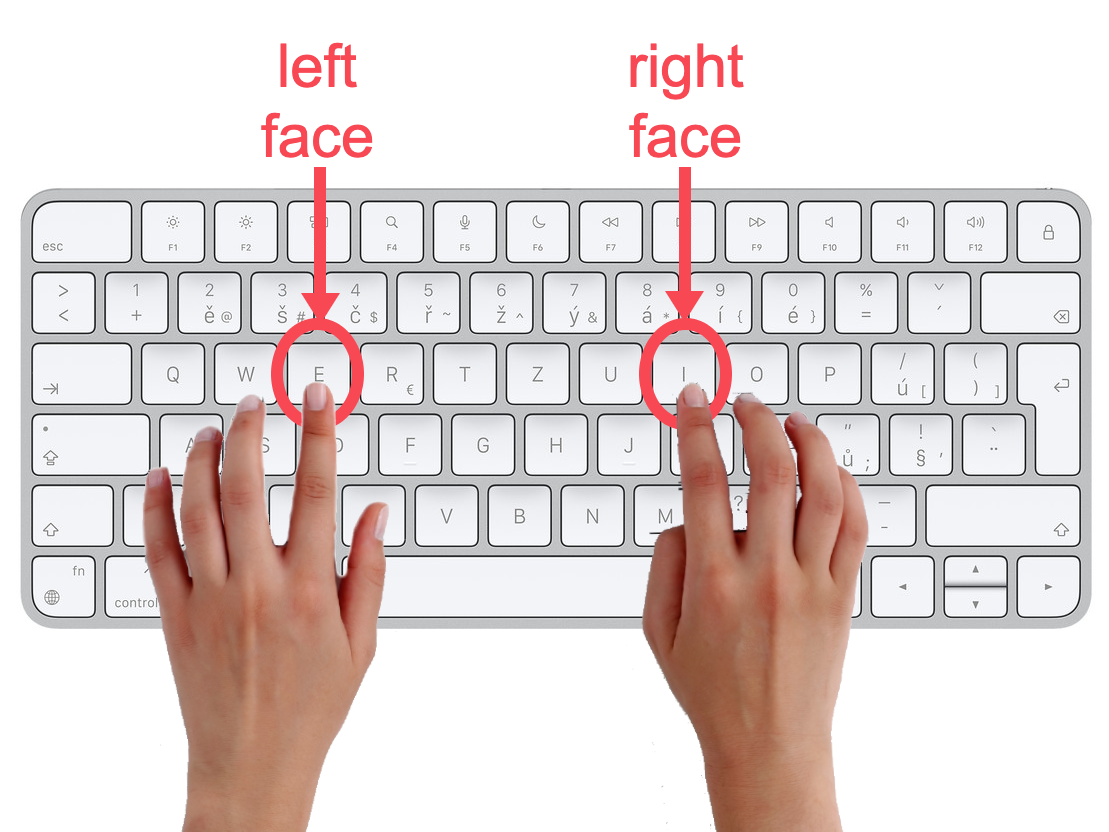 left
face
right
face
esc
F1 F2 F4 F5 F6 F7 F9 F10 F11 F12
> 1 2 3 4 5 6 7 8 9 0 % ˇ
< + ě @ š # č $ ř ~ ž ^ ý & á * í { é } = ´
Q W E R € T Z U I O P / ú [ ( ) ]
A S D F G H J " ů ; ! § ' ` ¨
V B N M ? – -
fn
control